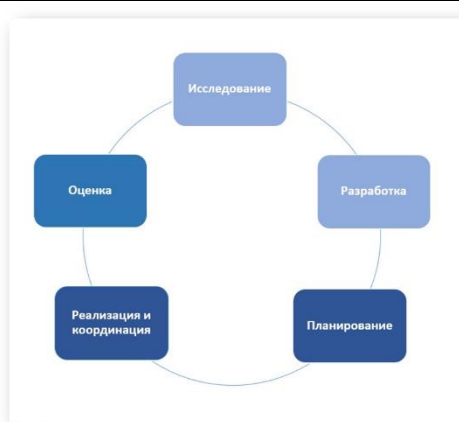 Исследование
Разработка
Планирование
Реализация и
координация
Оценка